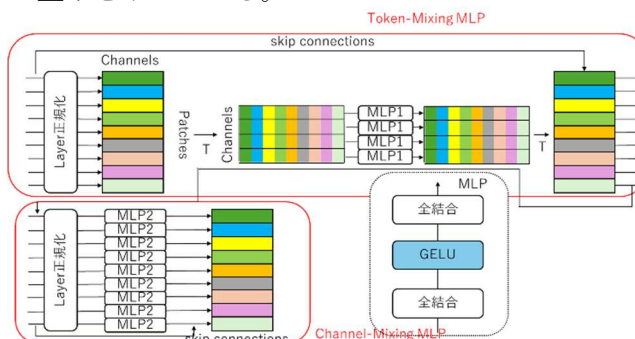 Token-Mixing MLP
skip connections
Channels
Layer正規化
Patches
T
Channels
MLP1
MLP1
MLP1
MLP1
T
MLP
全結合
GELU
全結合
Layer正規化
MLP2
MLP2
MLP2
MLP2
MLP2
MLP2
MLP2
MLP2
MLP2
skip connections
Channel-Mixing MLP